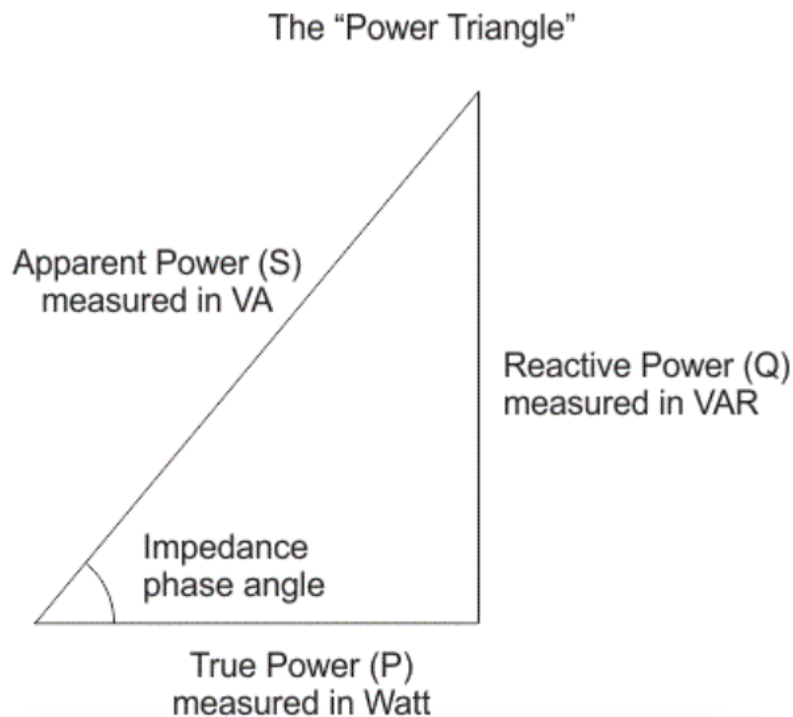 The “Power Triangle”
Apparent Power (S)
measured in VA
Reactive Power (Q)
measured in VAR
Impedance
phase angle
True Power (P)
measured in Watt